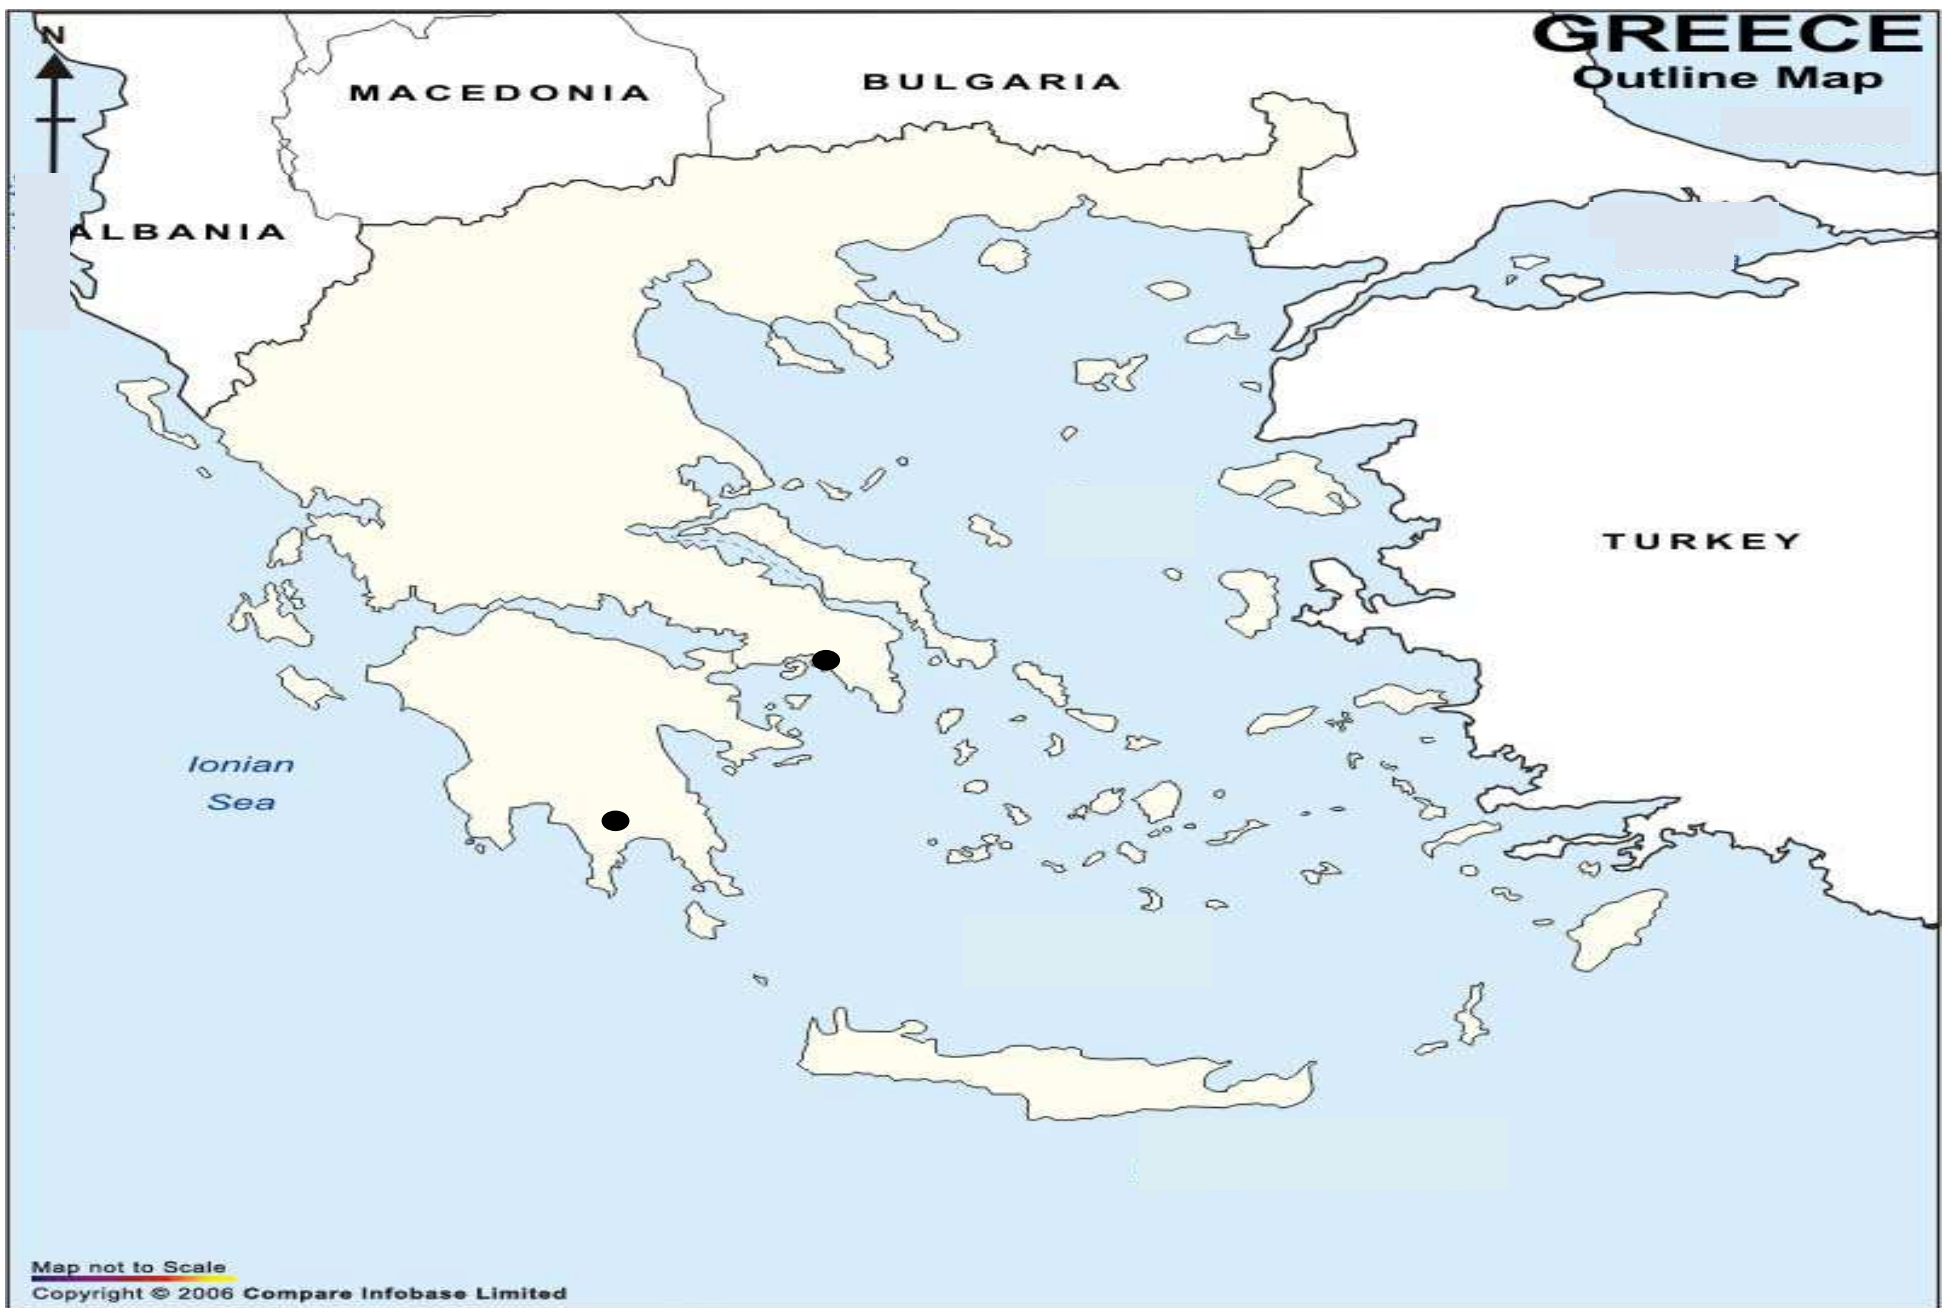 N
GREECE
Outline Map
MACEDONIA
BULGARIA
ALBANIA
TURKEY
Ionian
Sea
Map not to Scale
Copyright © 2006 Compare Infobase Limited